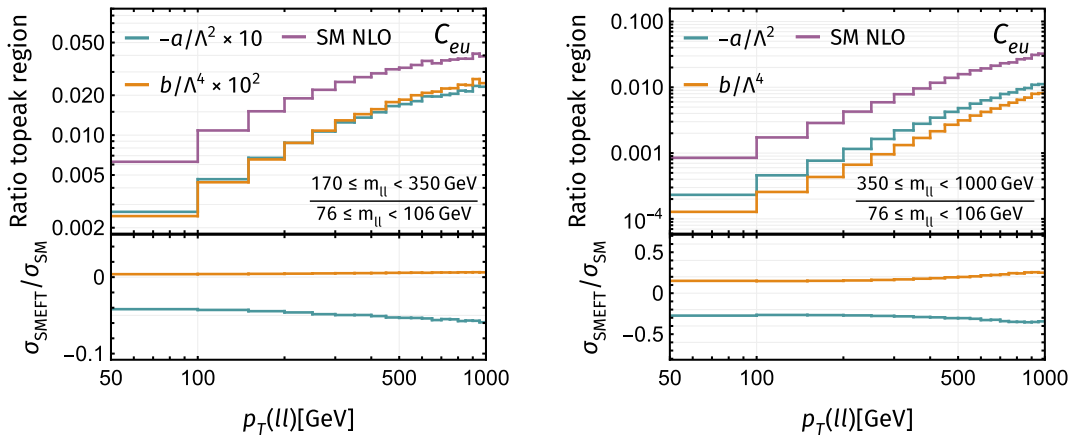 −a/Λ² × 10 SM NLO C_eu
b/Λ⁴ × 10²
Ratio topeak region
0.050
0.020
0.010
0.005
0.002
170 ≤ m_ll < 350 GeV
76 ≤ m_ll < 106 GeV
σ_SMEFT/σ_SM
0
−0.1
50 100 500 1000
p_T(ll)[GeV]
−a/Λ² SM NLO C_eu
b/Λ⁴
Ratio topeak region
0.100
0.010
0.001
10⁻⁴
350 ≤ m_ll < 1000 GeV
76 ≤ m_ll < 106 GeV
σ_SMEFT/σ_SM
0.5
0
−0.5
50 100 500 1000
p_T(ll)[GeV]